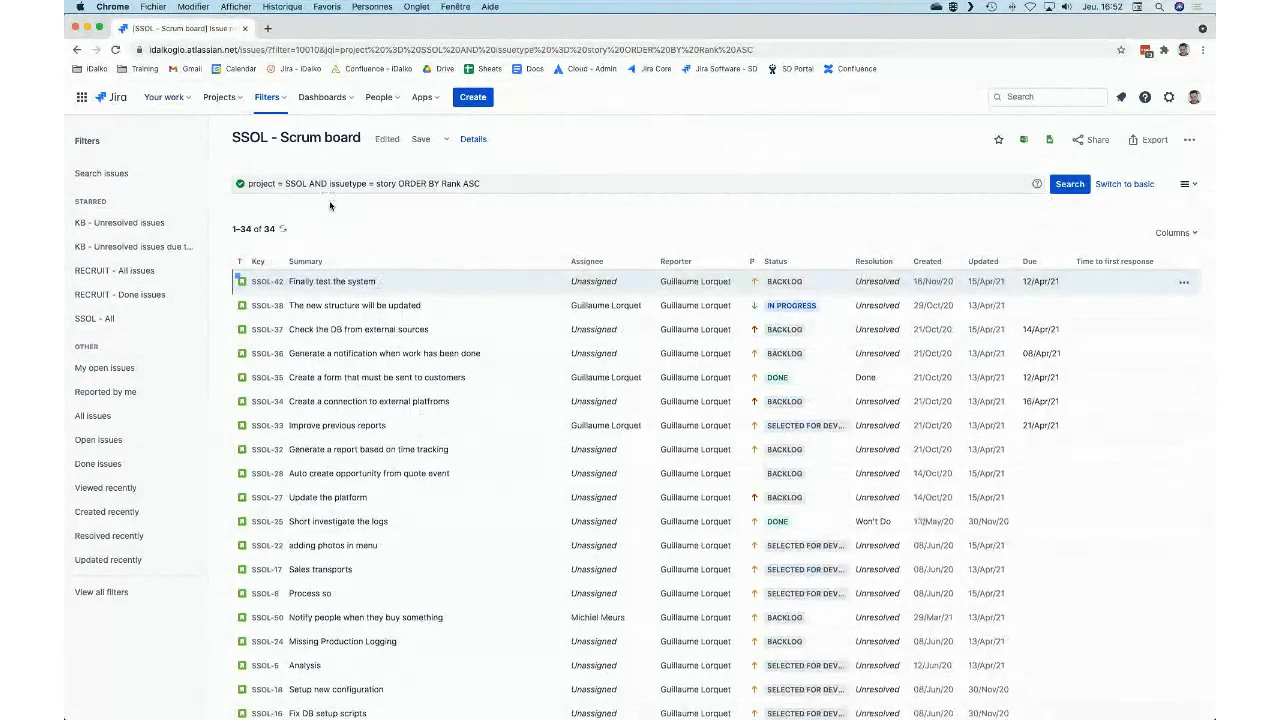 Chrome Fichier Modifier Afficher Historique Favoris Personnes Onglet Fenêtre Aide Jeu. 16:52
[SSOL - Scrum board] Issue n
idalkoglo.atlassian.net/issues/?filter=10010&jql=project%20%3D%20SSOL%20AND%20issuetype%20%3D%20story%20ORDER%20BY%20Rank%20ASC
iDalko Training Gmail Calendar Jira - iDalko Confluence - iDalko Drive Sheets Docs Cloud - Admin Jira Core Jira Software - SD SD Portal Confluence
Jira Your work Projects Filters Dashboards People Apps Create Search
Filters
SSOL - Scrum board Edited Save Details Share Export
Search issues
project = SSOL AND issuetype = story ORDER BY Rank ASC Search Switch to basic
STARRED
KB - Unresolved issues
KB - Unresolved issues due t...
RECRUIT - All issues
RECRUIT - Done issues
SSOL - All
OTHER
My open issues
Reported by me
All issues
Open issues
Done issues
Viewed recently
Created recently
Resolved recently
Updated recently
View all filters
1–34 of 34 Columns
T Key Summary Assignee Reporter P Status Resolution Created Updated Due Time to first response
SSOL-42 Finally test the system Unassigned Guillaume Lorquet BACKLOG Unresolved 16/Nov/20 15/Apr/21 12/Apr/21
SSOL-38 The new structure will be updated Guillaume Lorquet Guillaume Lorquet IN PROGRESS Unresolved 29/Oct/20 13/Apr/21
SSOL-37 Check the DB from external sources Unassigned Guillaume Lorquet BACKLOG Unresolved 21/Oct/20 15/Apr/21 14/Apr/21
SSOL-36 Generate a notification when work has been done Unassigned Guillaume Lorquet BACKLOG Unresolved 21/Oct/20 13/Apr/21 08/Apr/21
SSOL-35 Create a form that must be sent to customers Guillaume Lorquet Guillaume Lorquet DONE Done 21/Oct/20 13/Apr/21 12/Apr/21
SSOL-34 Create a connection to external platfroms Unassigned Guillaume Lorquet BACKLOG Unresolved 21/Oct/20 13/Apr/21 16/Apr/21
SSOL-33 Improve previous reports Guillaume Lorquet Guillaume Lorquet SELECTED FOR DEV... Unresolved 21/Oct/20 13/Apr/21 21/Apr/21
SSOL-32 Generate a report based on time tracking Unassigned Guillaume Lorquet BACKLOG Unresolved 21/Oct/20 13/Apr/21
SSOL-28 Auto create opportunity from quote event Unassigned Guillaume Lorquet BACKLOG Unresolved 14/Oct/20 15/Apr/21
SSOL-27 Update the platform Unassigned Guillaume Lorquet BACKLOG Unresolved 14/Oct/20 15/Apr/21
SSOL-25 Short investigate the logs Unassigned Guillaume Lorquet DONE Won't Do May/20 30/Nov/20
SSOL-22 adding photos in menu Unassigned Guillaume Lorquet SELECTED FOR DEV... Unresolved 08/Jun/20 15/Apr/21
SSOL-17 Sales transports Unassigned Guillaume Lorquet SELECTED FOR DEV... Unresolved 08/Jun/20 15/Apr/21
SSOL-8 Process so Unassigned Guillaume Lorquet SELECTED FOR DEV... Unresolved 08/Jun/20 15/Apr/21
SSOL-50 Notify people when they buy something Michiel Meurs Guillaume Lorquet BACKLOG Unresolved 29/Mar/21 13/Apr/21
SSOL-24 Missing Production Logging Unassigned Guillaume Lorquet BACKLOG Unresolved 08/Jun/20 13/Apr/21
SSOL-5 Analysis Unassigned Guillaume Lorquet SELECTED FOR DEV... Unresolved 12/Jun/20 13/Apr/21
SSOL-18 Setup new configuration Unassigned Guillaume Lorquet SELECTED FOR DEV... Unresolved 08/Jun/20 30/Nov/20
SSOL-16 Fix DB setup scripts Unassigned Guillaume Lorquet SELECTED FOR DEV... Unresolved 08/Jun/20 13/Apr/21